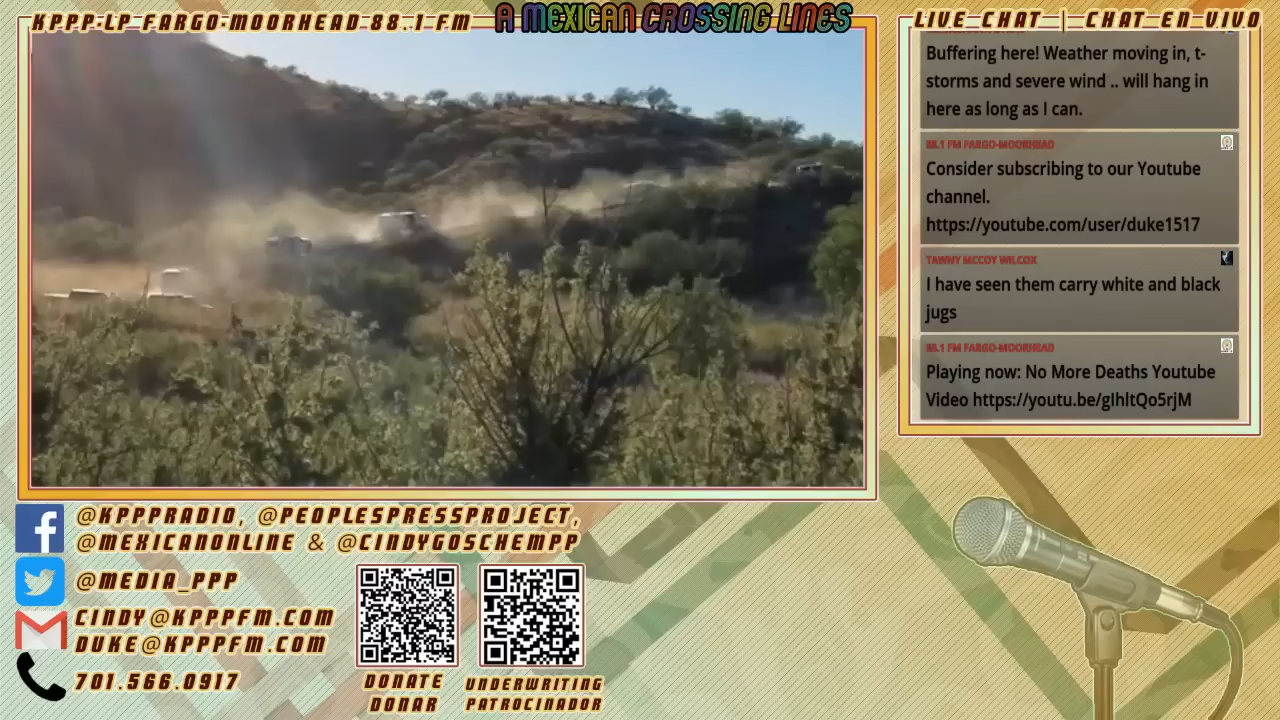 KPPP-LP FARGO-MOORHEAD 88.1 FM
A MEXICAN CROSSING LINES
LIVE CHAT | CHAT EN VIVO
Buffering here! Weather moving in, t-
storms and severe wind .. will hang in
here as long as I can.
88.1 FM FARGO-MOORHEAD
Consider subscribing to our Youtube
channel.
https://youtube.com/user/duke1517
TAWNY MCCOY WILCOX
I have seen them carry white and black
jugs
88.1 FM FARGO-MOORHEAD
Playing now: No More Deaths Youtube
Video https://youtu.be/gIhltQo5rjM
@KPPPRADIO, @PEOPLESPRESSPROJECT,
@MEXICANONLINE & @CINDYGOSCHEMPP
@MEDIA_PPP
CINDY@KPPPFM.COM
DUKE@KPPPFM.COM
701.566.0917
DONATE
DONAR
UNDERWRITING
PATROCINADOR